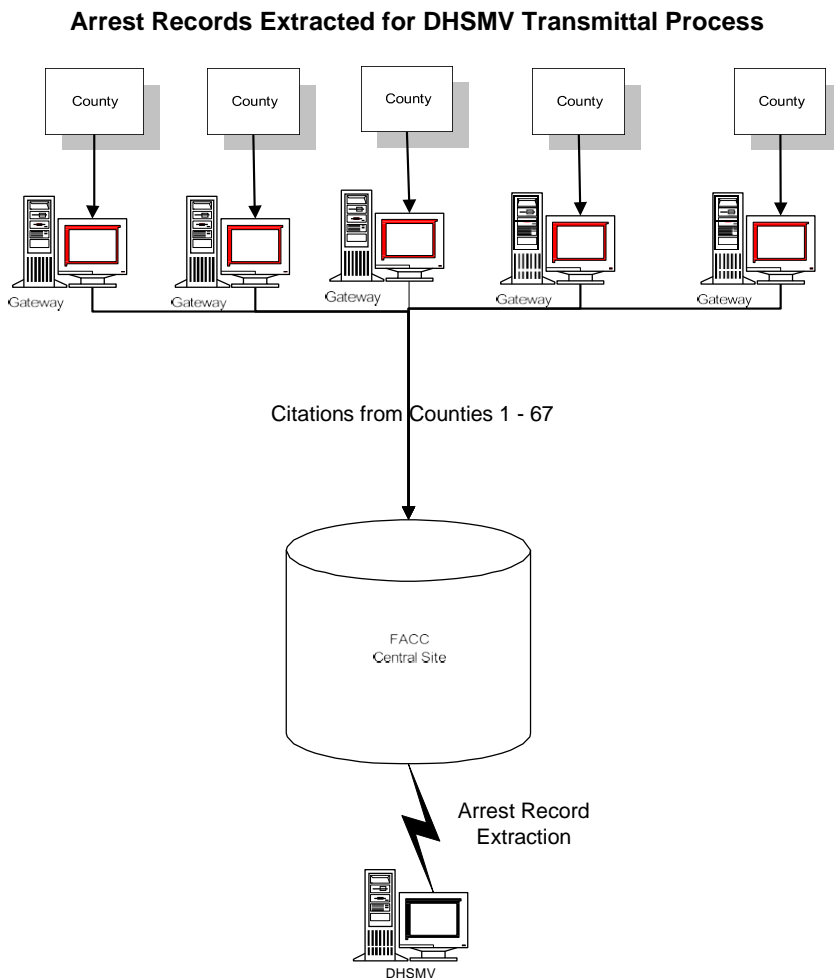 Arrest Records Extracted for DHSMV Transmittal Process
County
County
County
County
County
Gateway
Gateway
Gateway
Gateway
Gateway
Citations from Counties 1 - 67
FACC
Central Site
Arrest Record
Extraction
DHSMV